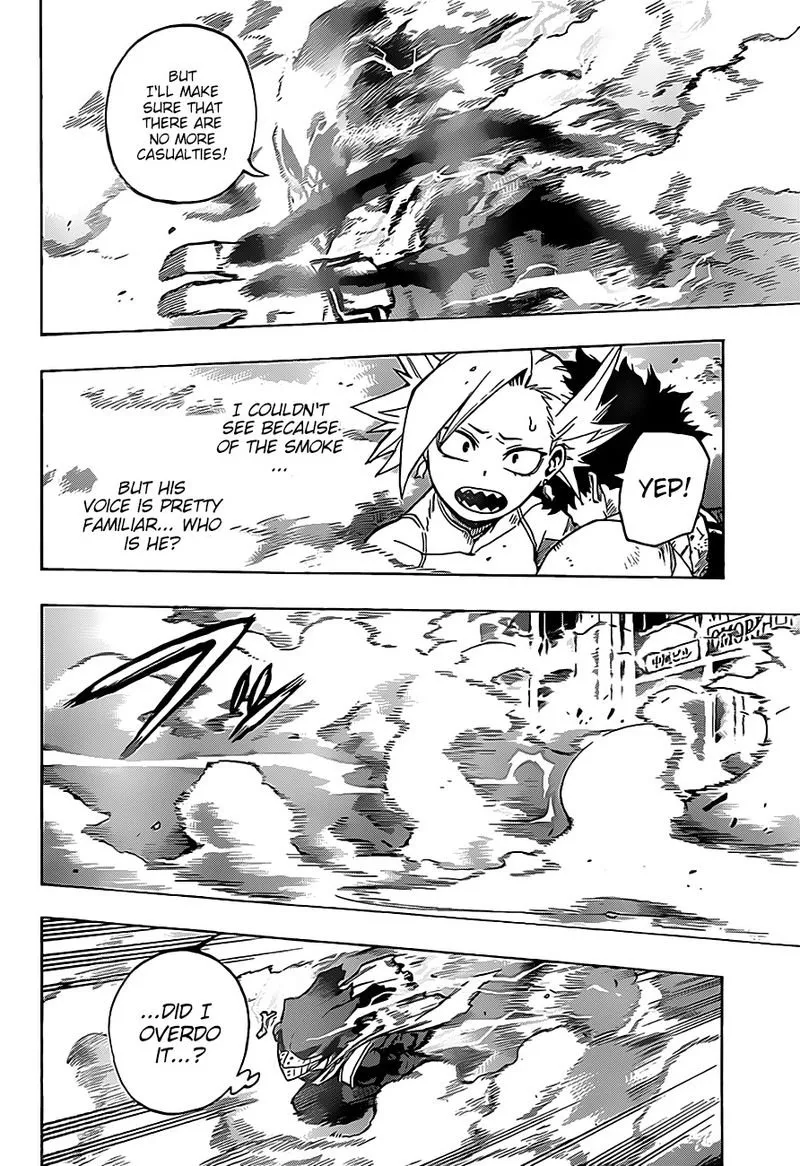 BUT
I'LL MAKE
SURE THAT
THERE ARE
NO MORE
CASUALTIES!
I COULDN'T
SEE BECAUSE
OF THE SMOKE
...
YEP!
BUT HIS
VOICE IS PRETTY
FAMILIAR... WHO
IS HE?
...DID I
OVERDO
IT...?